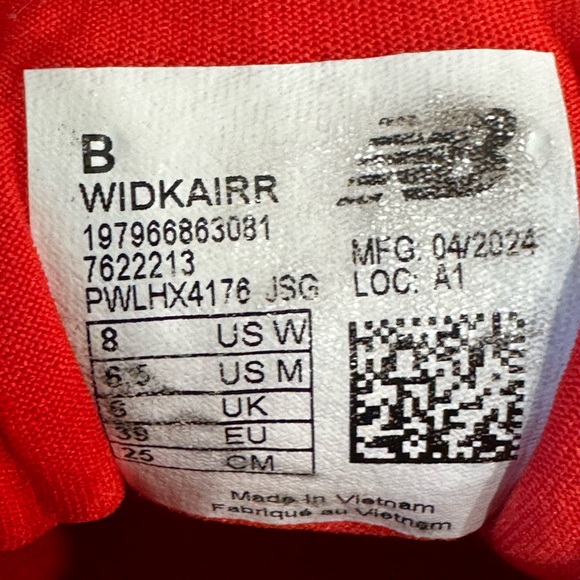 B
WIDKAIRR
197966863081
7622213
PWLHX4176 JSG
MFG: 04/2024
LOC: A1
8 US W
6.5 US M
6 UK
39 EU
25 CM
Made in Vietnam
Fabriqué au Vietnam